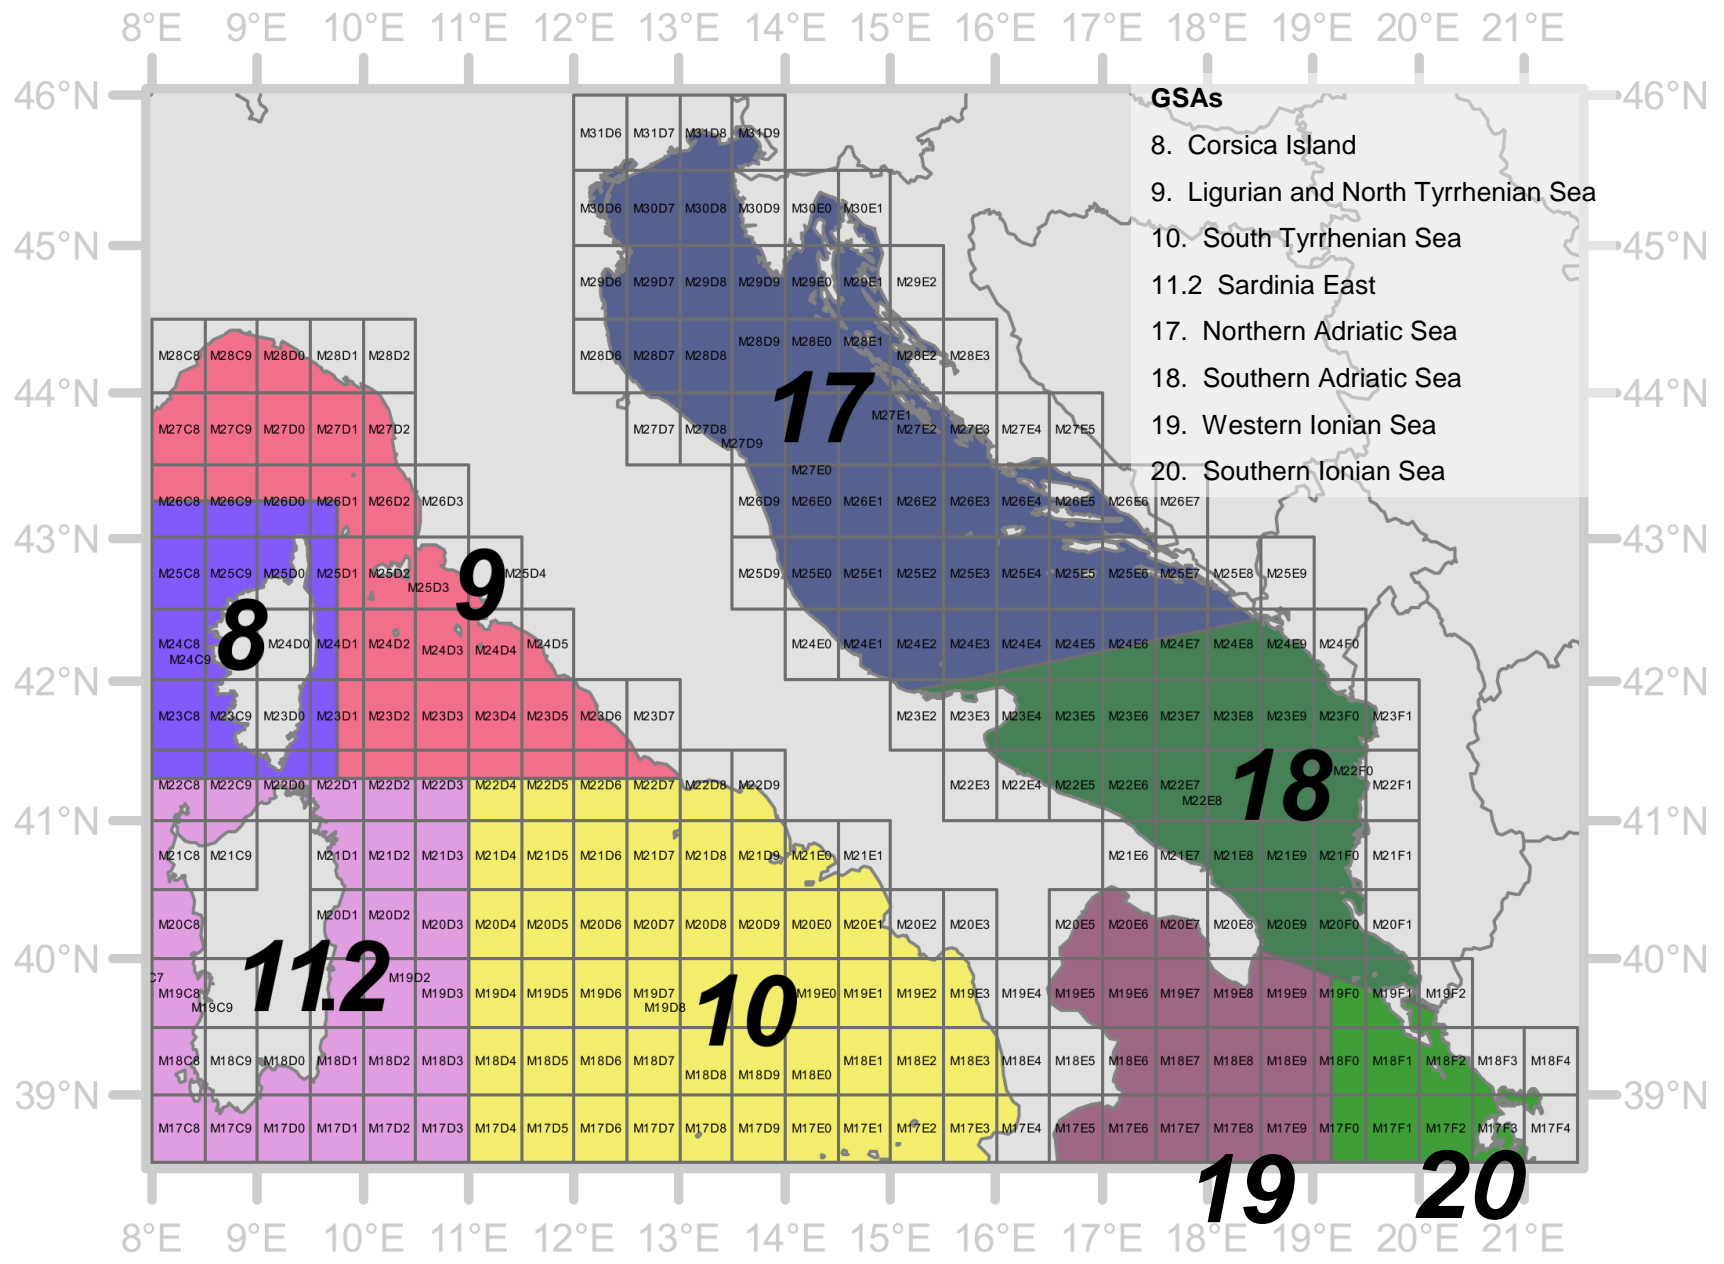 8°E 9°E 10°E 11°E 12°E 13°E 14°E 15°E 16°E 17°E 18°E 19°E 20°E 21°E
46°N 46°N
GSAs
8. Corsica Island
9. Ligurian and North Tyrrhenian Sea
10. South Tyrrhenian Sea
11.2 Sardinia East
17. Northern Adriatic Sea
18. Southern Adriatic Sea
19. Western Ionian Sea
20. Southern Ionian Sea
M31D6 M31D7 M31D8 M31D9
M30D6 M30D7 M30D8 M30D9 M30E0 M30E1
45°N 45°N
M29D6 M29D7 M29D8 M29D9 M29E0 M29E1 M29E2
M28C8 M28C9 M28D0 M28D1 M28D2 M28D6 M28D7 M28D8 M28D9 M28E0 M28E1 M28E2 M28E3
44°N 44°N
17
M27C8 M27C9 M27D0 M27D1 M27D2 M27D7 M27D8 M27D9 M27E0 M27E1 M27E2 M27E3 M27E4 M27E5
M26C8 M26C9 M26D0 M26D1 M26D2 M26D3 M26D9 M26E0 M26E1 M26E2 M26E3 M26E4 M26E5 M26E6 M26E7
43°N 43°N
M25C8 M25C9 M25D0 M25D1 M25D2 M25D3 M25D4 M25D9 M25E0 M25E1 M25E2 M25E3 M25E4 M25E5 M25E6 M25E7 M25E8 M25E9
9
8
M24C8 M24C9 M24D0 M24D1 M24D2 M24D3 M24D4 M24D5 M24E0 M24E1 M24E2 M24E3 M24E4 M24E5 M24E6 M24E7 M24E8 M24E9 M24F0
42°N 42°N
M23C8 M23C9 M23D0 M23D1 M23D2 M23D3 M23D4 M23D5 M23D6 M23D7 M23E2 M23E3 M23E4 M23E5 M23E6 M23E7 M23E8 M23E9 M23F0 M23F1
18
M22C8 M22C9 M22D0 M22D1 M22D2 M22D3 M22D4 M22D5 M22D6 M22D7 M22D8 M22D9 M22E3 M22E4 M22E5 M22E6 M22E7 M22E8 M22F0 M22F1
41°N 41°N
M21C8 M21C9 M21D1 M21D2 M21D3 M21D4 M21D5 M21D6 M21D7 M21D8 M21D9 M21E0 M21E1 M21E6 M21E7 M21E8 M21E9 M21F0 M21F1
M20C8 M20D1 M20D2 M20D3 M20D4 M20D5 M20D6 M20D7 M20D8 M20D9 M20E0 M20E1 M20E2 M20E3 M20E5 M20E6 M20E7 M20E8 M20E9 M20F0 M20F1
40°N 40°N
11.2
10
C7 M19C8 M19C9 M19D2 M19D3 M19D4 M19D5 M19D6 M19D7 M19D8 M19E0 M19E1 M19E2 M19E3 M19E4 M19E5 M19E6 M19E7 M19E8 M19E9 M19F0 M19F1 M19F2
M18C8 M18C9 M18D0 M18D1 M18D2 M18D3 M18D4 M18D5 M18D6 M18D7 M18D8 M18D9 M18E0 M18E1 M18E2 M18E3 M18E4 M18E5 M18E6 M18E7 M18E8 M18E9 M18F0 M18F1 M18F2 M18F3 M18F4
39°N 39°N
M17C8 M17C9 M17D0 M17D1 M17D2 M17D3 M17D4 M17D5 M17D6 M17D7 M17D8 M17D9 M17E0 M17E1 M17E2 M17E3 M17E4 M17E5 M17E6 M17E7 M17E8 M17E9 M17F0 M17F1 M17F2 M17F3 M17F4
19 20
8°E 9°E 10°E 11°E 12°E 13°E 14°E 15°E 16°E 17°E 18°E 19°E 20°E 21°E